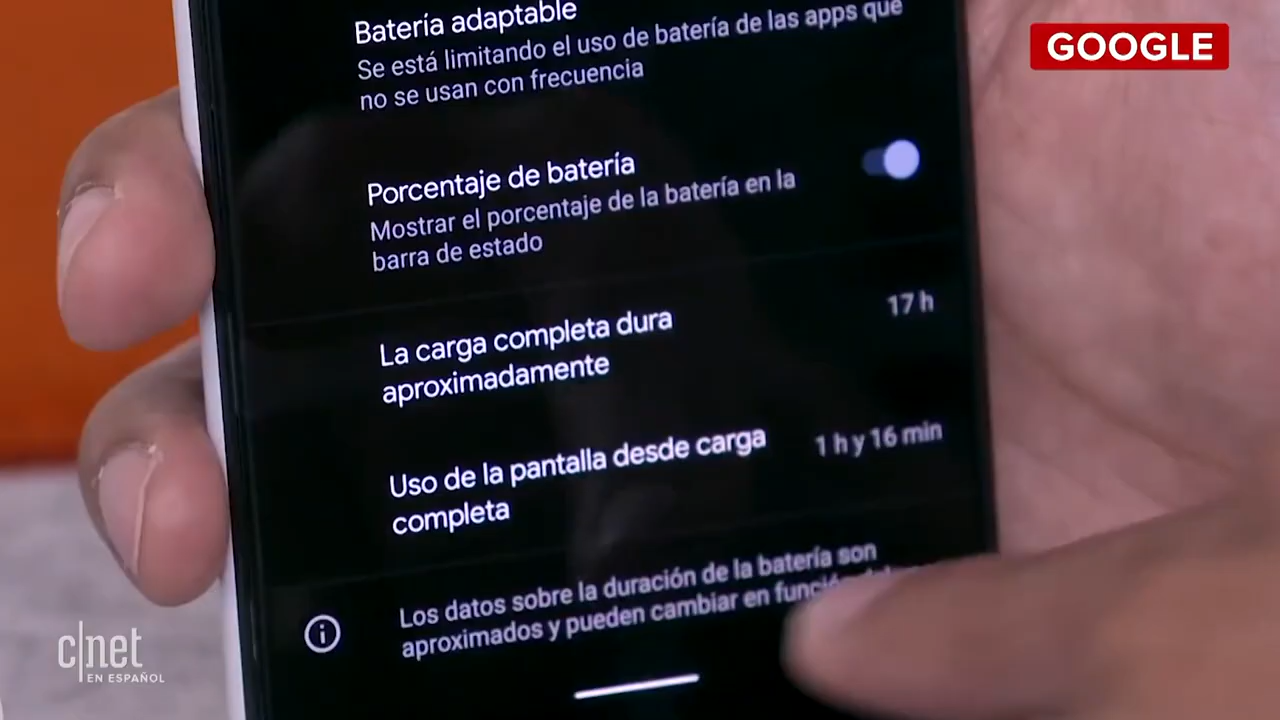 Batería adaptable
Se está limitando el uso de batería de las apps que
no se usan con frecuencia
GOOGLE
Porcentaje de batería
Mostrar el porcentaje de la batería en la
barra de estado
La carga completa dura
aproximadamente
17 h
Uso de la pantalla desde carga
completa
1 h y 16 min
Los datos sobre la duración de la batería son
aproximados y pueden cambiar en función
c|net
EN ESPAÑOL